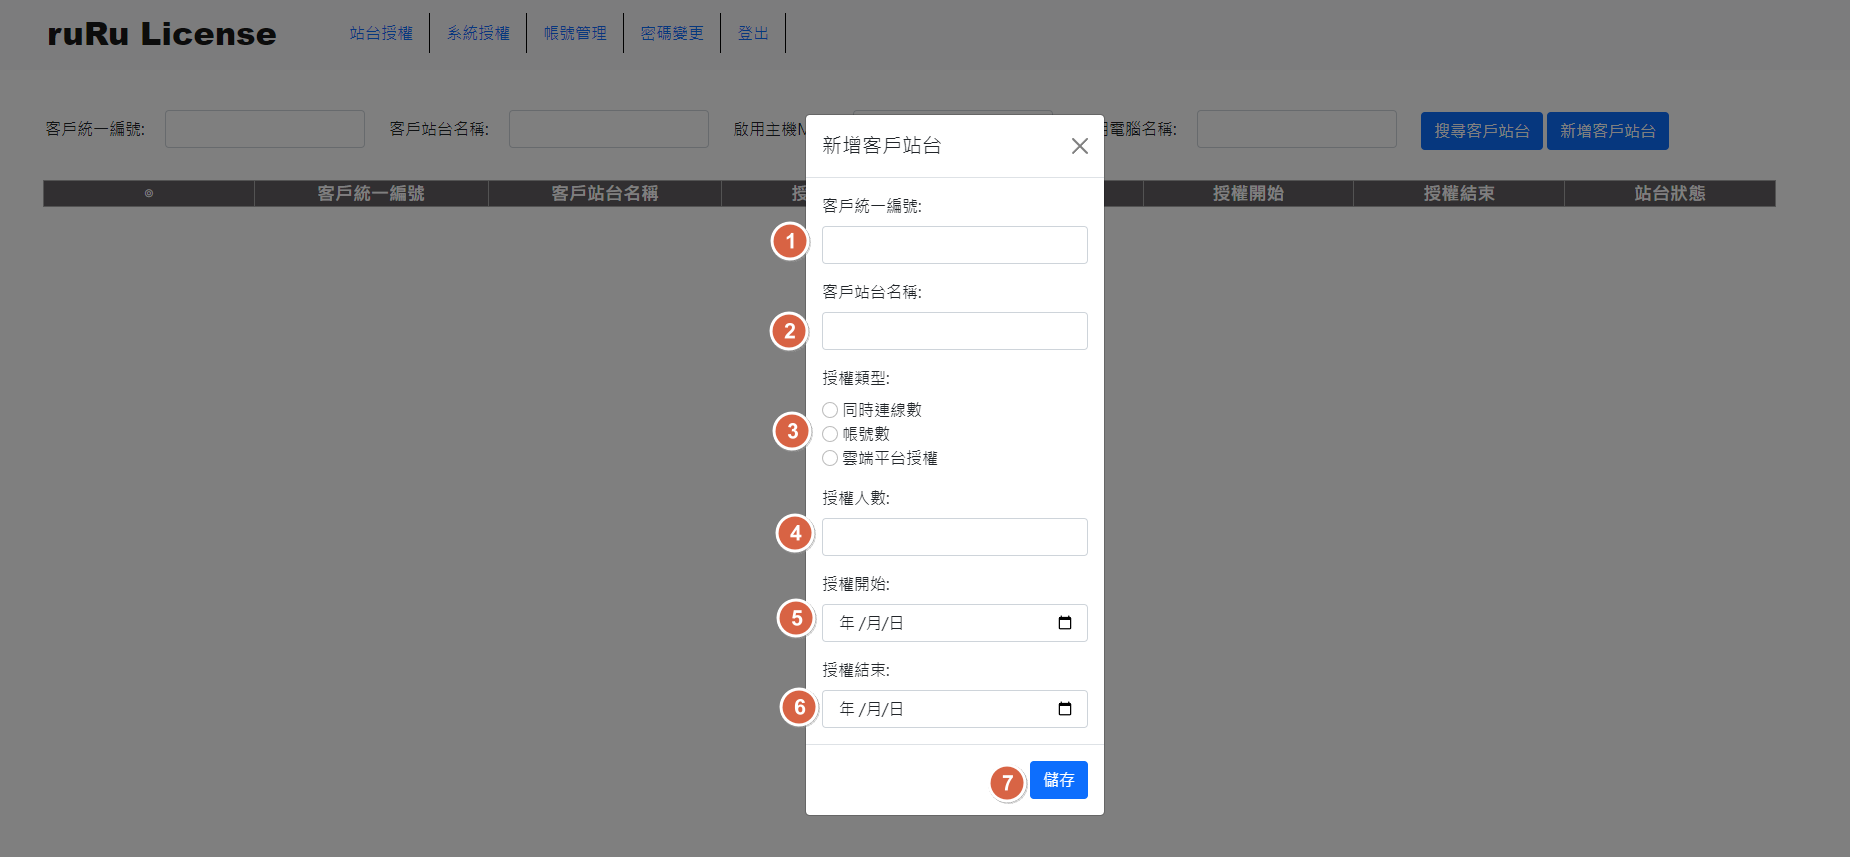 ruRu License
站台授權
系統授權
帳號管理
密碼變更
登出
客戶統一編號:
客戶站台名稱:
啟用主機M
電腦名稱:
搜尋客戶站台
新增客戶站台
客戶統一編號
客戶站台名稱
授
授權開始
授權結束
站台狀態
新增客戶站台
客戶統一編號:
1
客戶站台名稱:
2
授權類型:
同時連線數
3
帳號數
雲端平台授權
授權人數:
4
授權開始:
5
年 /月/日
授權結束:
6
年 /月/日
7
儲存